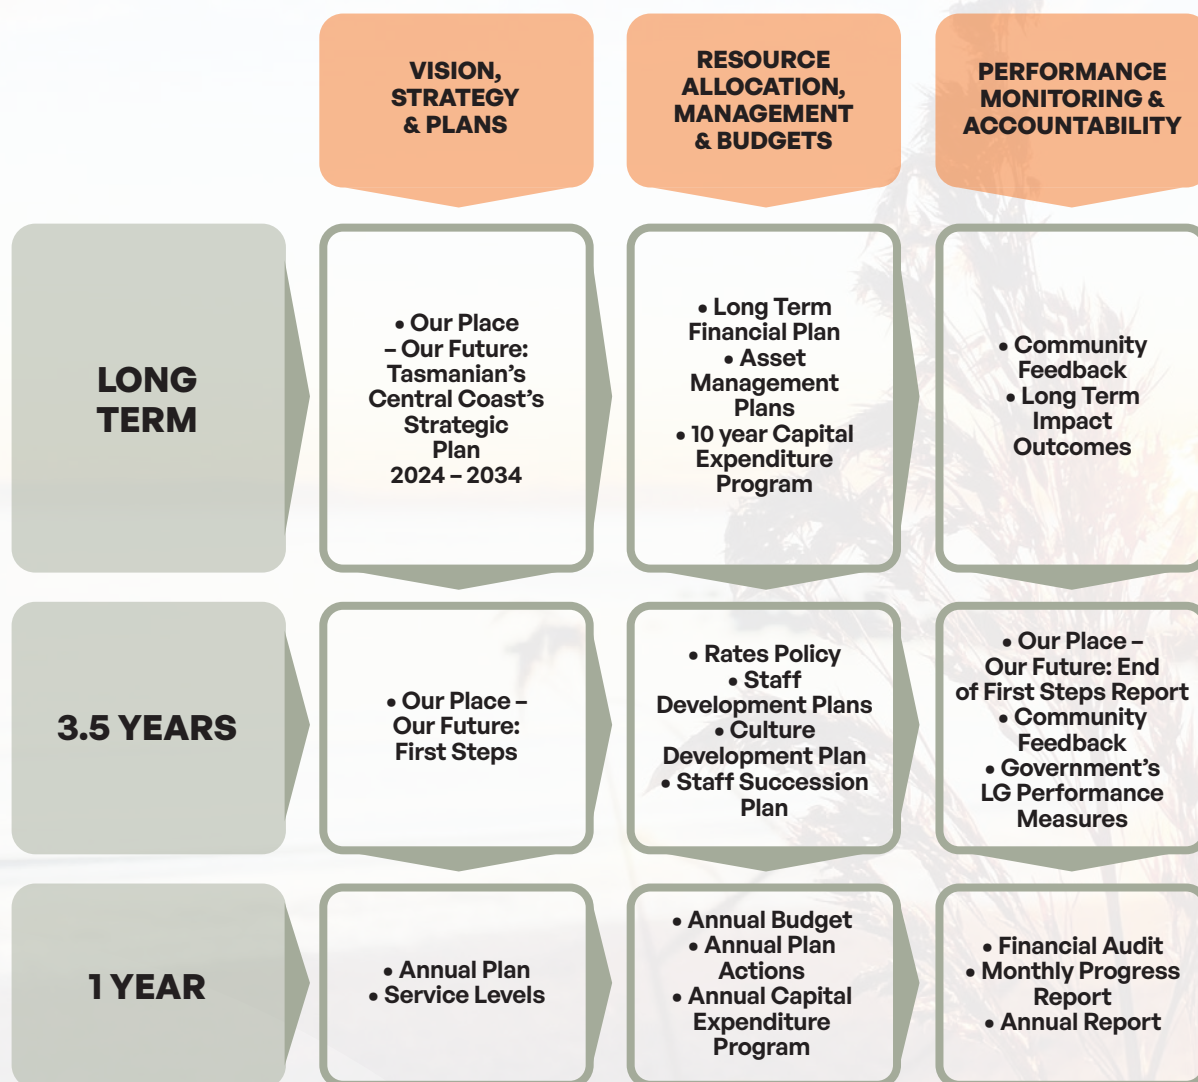 VISION,
STRATEGY
& PLANS
RESOURCE
ALLOCATION,
MANAGEMENT
& BUDGETS
PERFORMANCE
MONITORING &
ACCOUNTABILITY
LONG
TERM
• Our Place
– Our Future:
Tasmanian's
Central Coast's
Strategic
Plan
2024 – 2034
• Long Term
Financial Plan
• Asset
Management
Plans
• 10 year Capital
Expenditure
Program
• Community
Feedback
• Long Term
Impact
Outcomes
3.5 YEARS
• Our Place –
Our Future:
First Steps
• Rates Policy
• Staff
Development Plans
• Culture
Development Plan
• Staff Succession
Plan
• Our Place –
Our Future: End
of First Steps Report
• Community
Feedback
• Government's
LG Performance
Measures
1 YEAR
• Annual Plan
• Service Levels
• Annual Budget
• Annual Plan
Actions
• Annual Capital
Expenditure
Program
• Financial Audit
• Monthly Progress
Report
• Annual Report